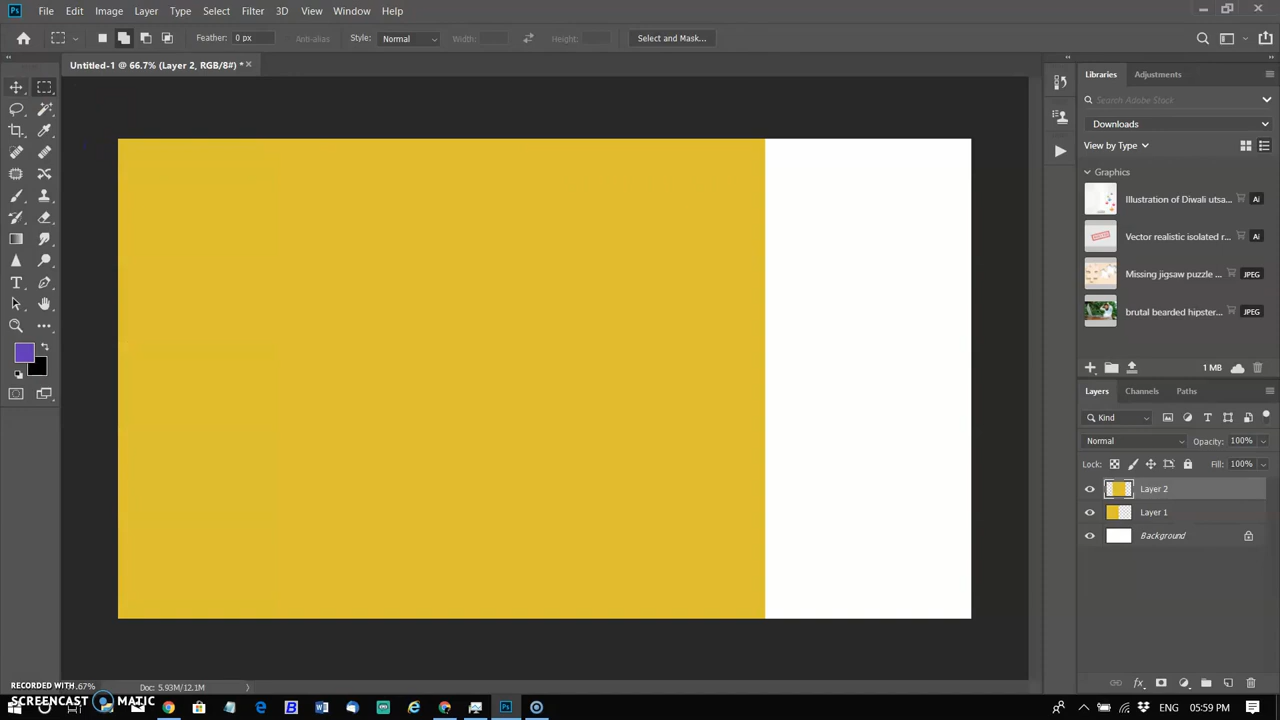 Ps File Edit Image Layer Type Select Filter 3D View Window Help
Feather: 0 px Anti-alias Style: Normal Width: Height: Select and Mask...
Untitled-1 @ 66.7% (Layer 2, RGB/8#) *
Libraries Adjustments
Search Adobe Stock
Downloads
View by Type
Graphics
Illustration of Diwali utsa... Ai
Vector realistic isolated r... Ai
Missing jigsaw puzzle ... JPEG
brutal bearded hipster... JPEG
1 MB
Layers Channels Paths
Kind
Normal Opacity: 100%
Lock: Fill: 100%
Layer 2
Layer 1
Background
RECORDED WITH
Doc: 5.93M/12.1M
SCREENCAST MATIC
ENG 05:59 PM